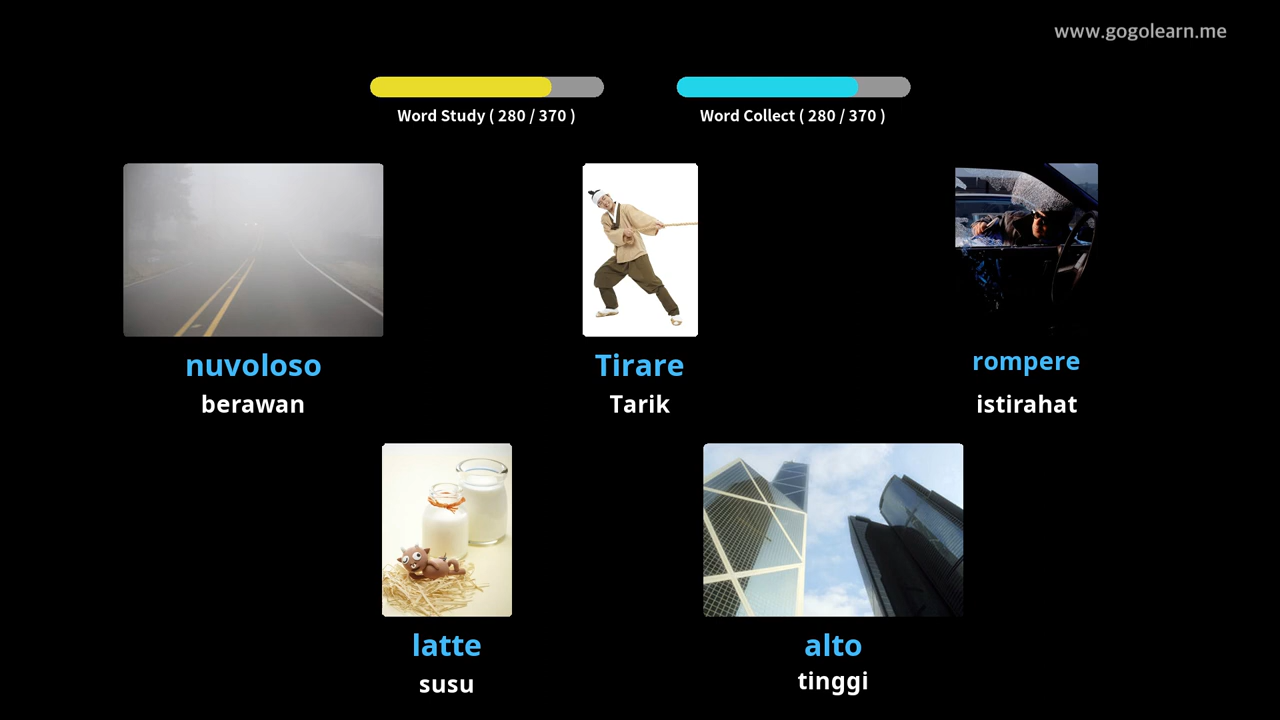 www.gogolearn.me
Word Study ( 280 / 370 )
Word Collect ( 280 / 370 )
nuvoloso
berawan
Tirare
Tarik
rompere
istirahat
latte
susu
alto
tinggi